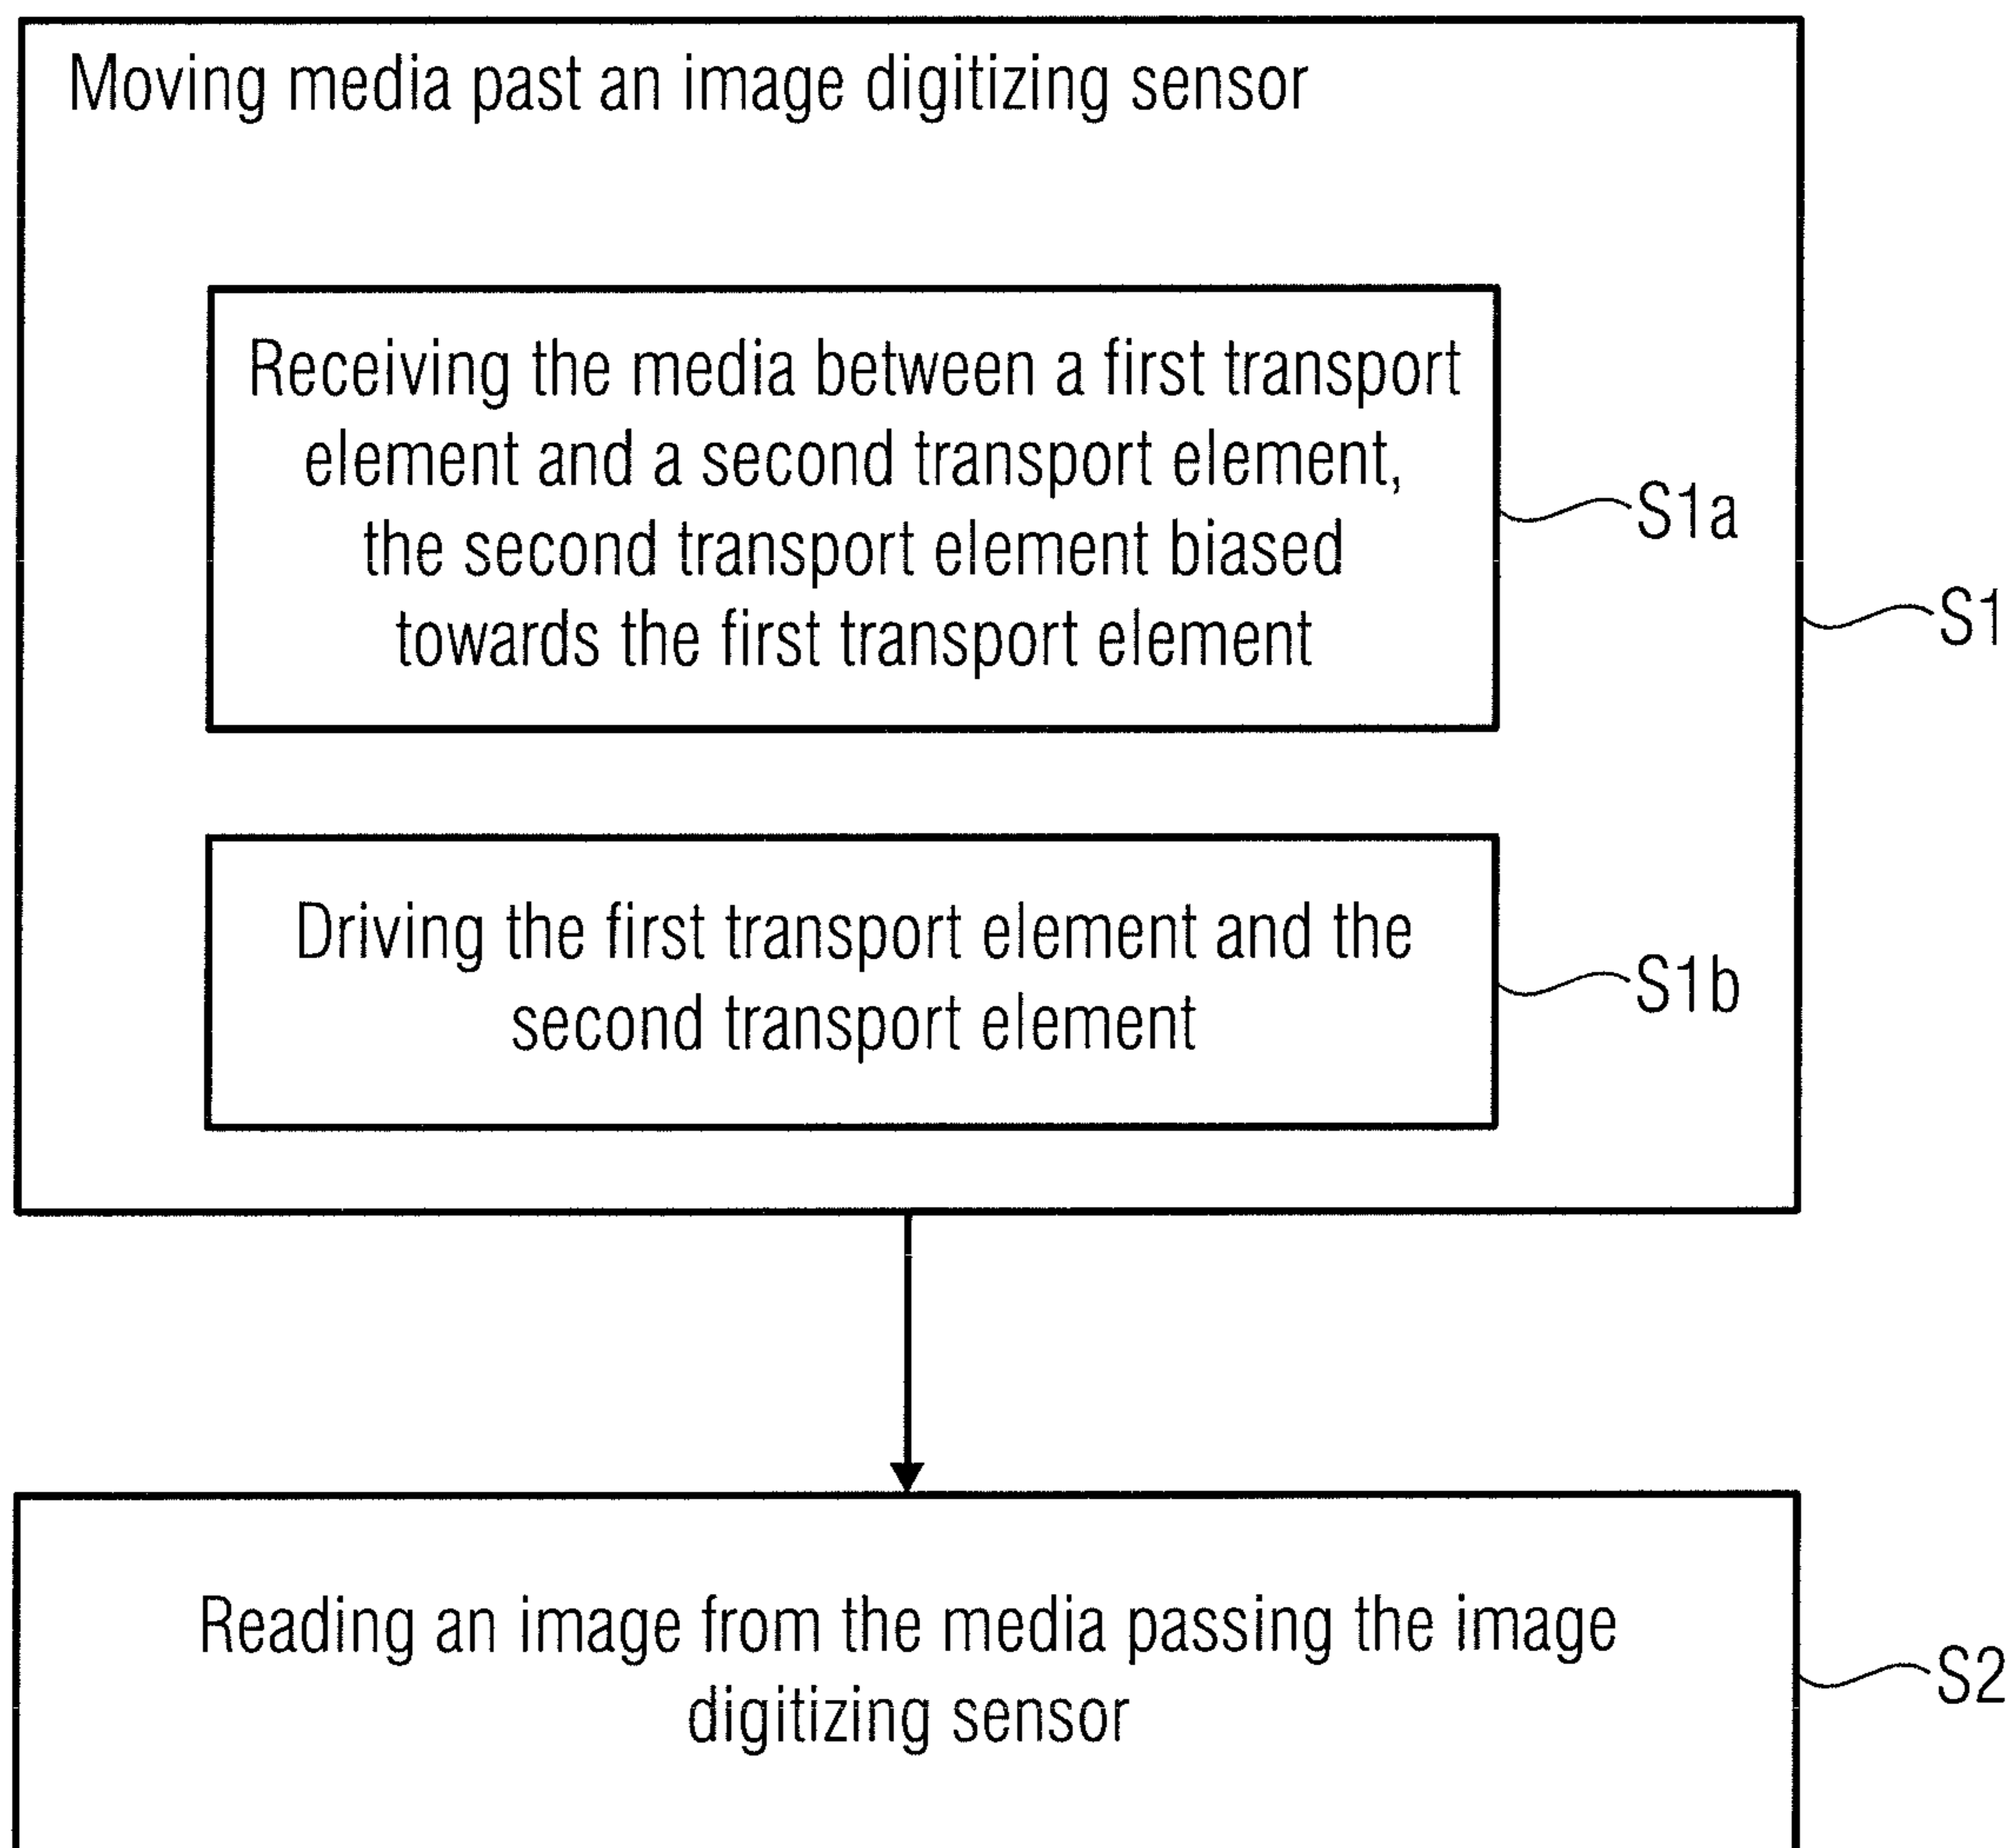 Moving media past an image digitizing sensor
Receiving the media between a first transport
element and a second transport element,
the second transport element biased
towards the first transport element
S1a
S1
Driving the first transport element and the
second transport element
S1b
Reading an image from the media passing the image
digitizing sensor
S2